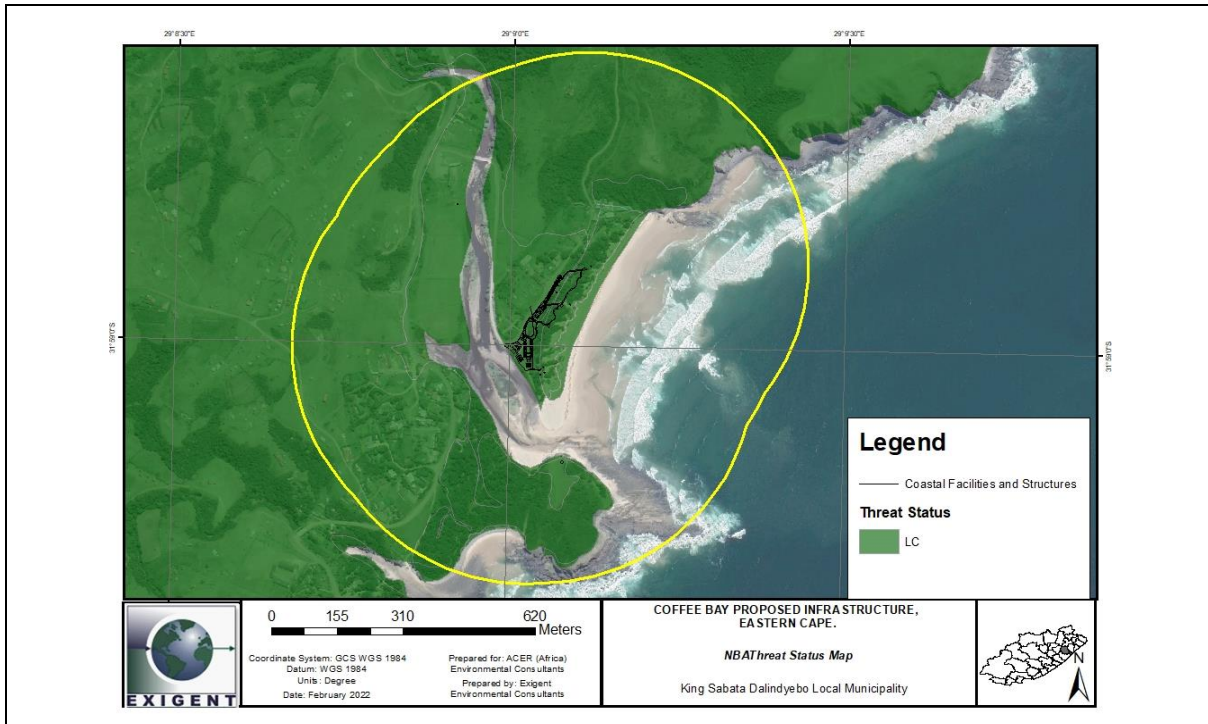 29°8'30"E
29°9'0"E
29°9'30"E
31°59'0"S
31°59'0"S
Legend
Coastal Facilities and Structures
Threat Status
LC
EXIGENT
0 155 310 620
Meters
Coordinate System: GCS WGS 1984
Datum: WGS 1984
Units: Degree
Date: February 2022
Prepared for: ACER (Africa)
Environmental Consultants
Prepared by: Exigent
Environmental Consultants
COFFEE BAY PROPOSED INFRASTRUCTURE,
EASTERN CAPE.
NBAThreat Status Map
King Sabata Dalindyebo Local Municipality
N